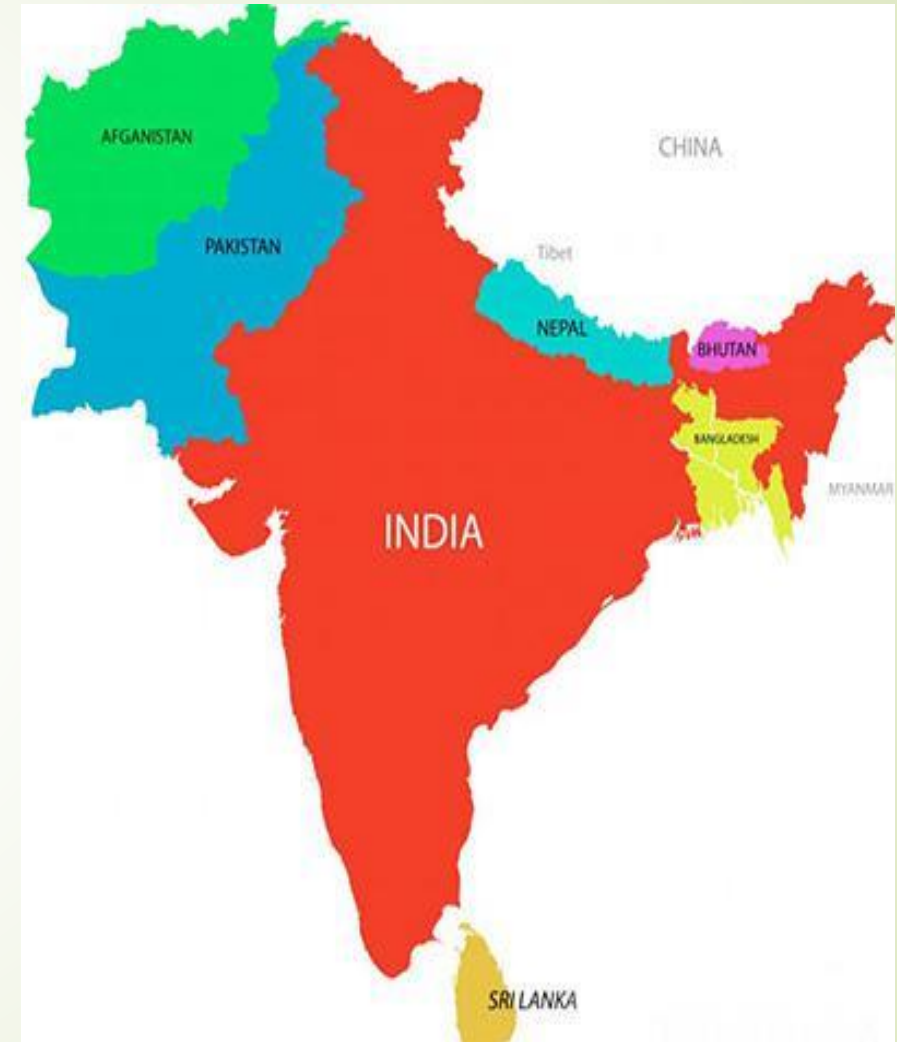 AFGANISTAN
CHINA
PAKISTAN
Tibet
NEPAL
BHUTAN
BANGLADESH
MYANMAR
INDIA
SRI LANKA